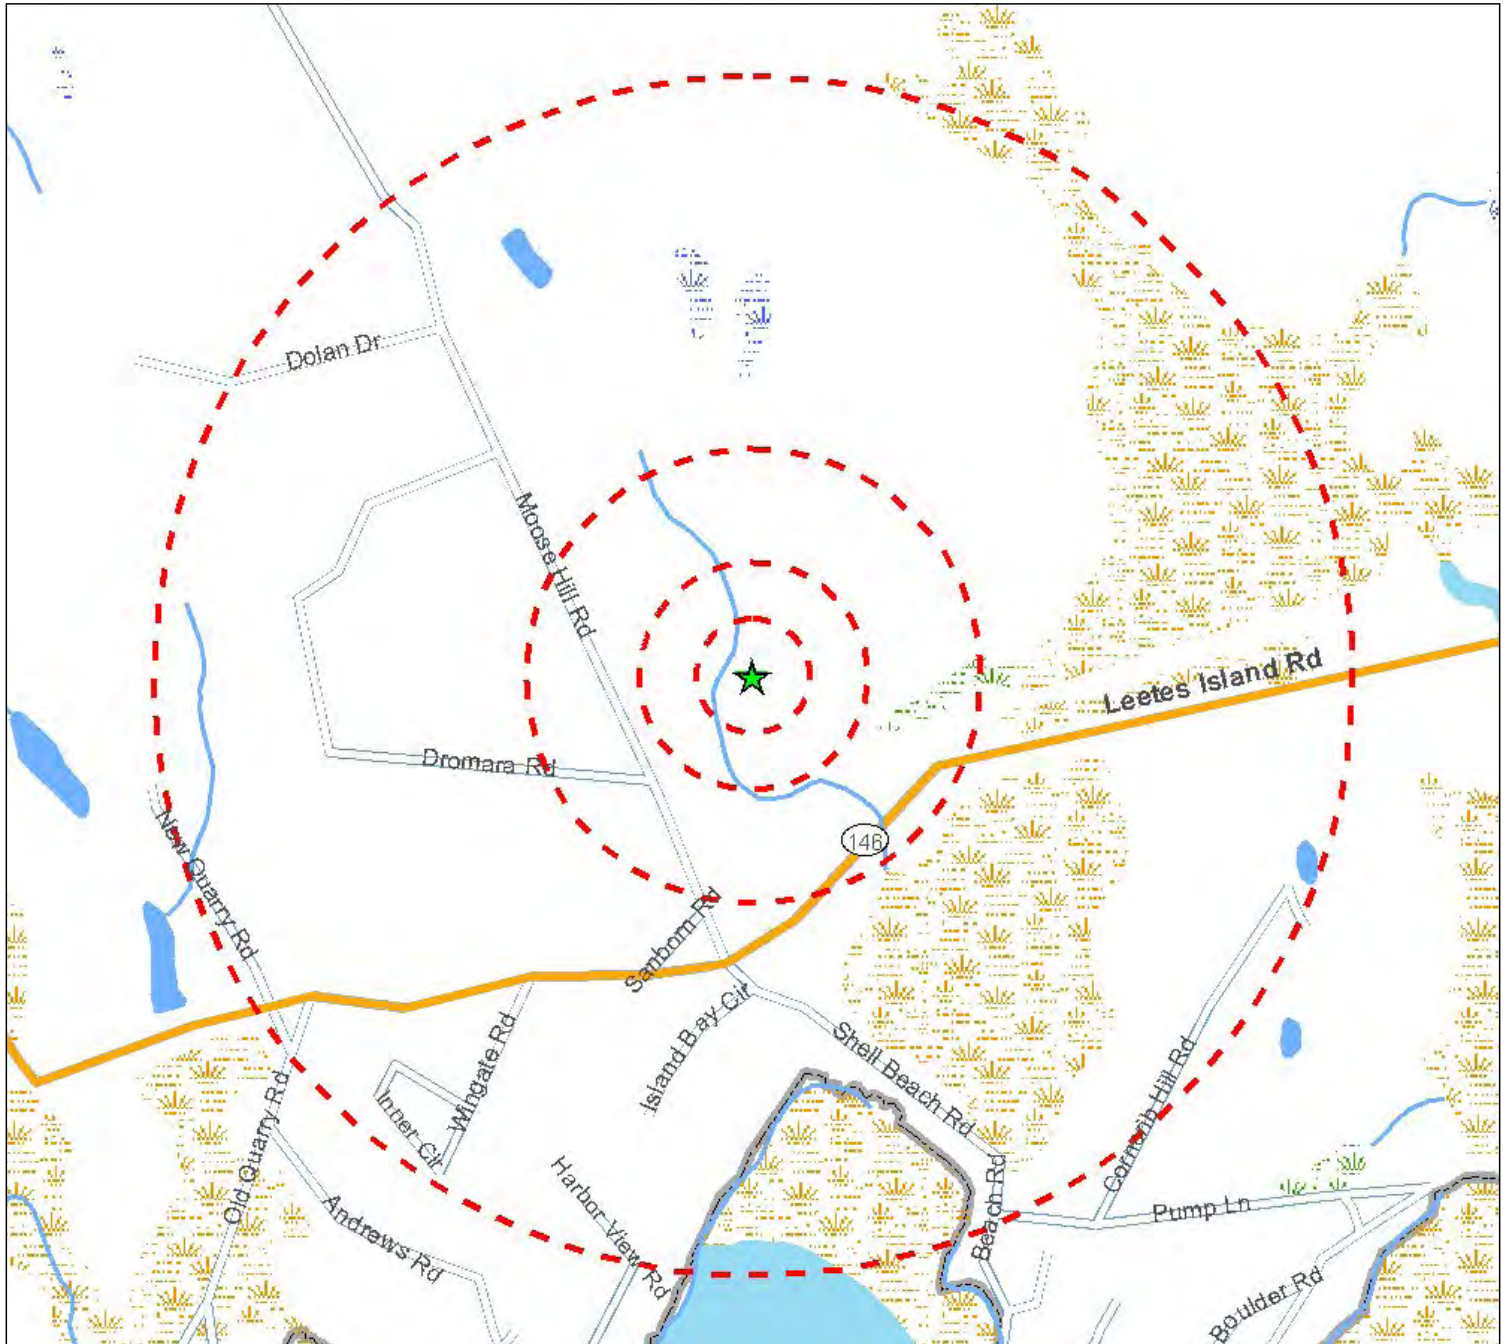 Dolan Dr
Moose Hill Rd
Leetes Island Rd
Dromara Rd
New Quarry Rd
146
Sanborn Rd
Island Bay Cir
Shell Beach Rd
Wingate Rd
Inner Cir
Old Quarry Rd
Andrews Rd
Harbor View Rd
Beach Rd
Corncrib Hill Rd
Pump Ln
Boulder Rd